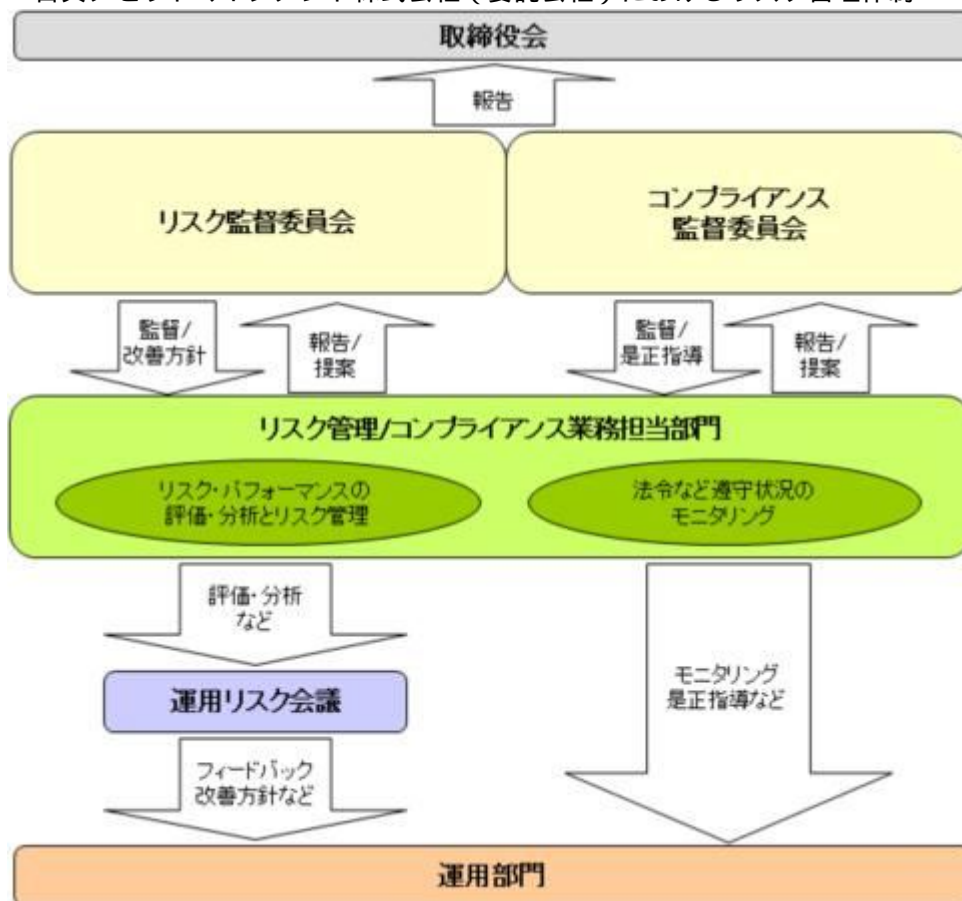 取締役会
報告
リスク監督委員会
コンプライアンス
監督委員会
監督/
改善方針
報告/
提案
監督/
是正指導
報告/
提案
リスク管理/コンプライアンス業務担当部門
リスク・パフォーマンスの
評価・分析とリスク管理
法令など遵守状況の
モニタリング
評価・分析
など
運用リスク会議
モニタリング
是正指導など
フィードバック
改善方針など
運用部門